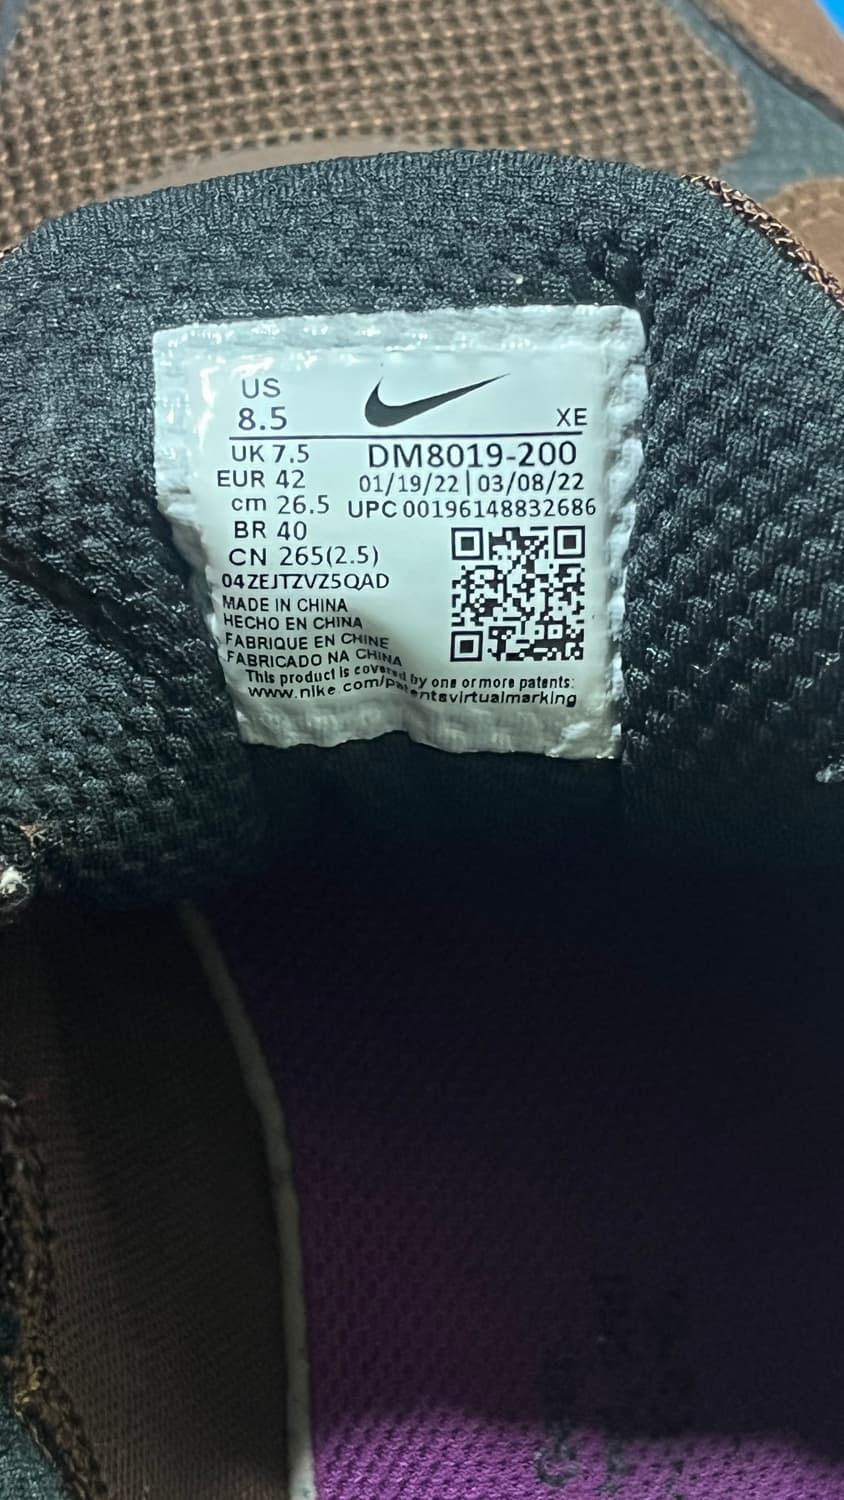 US
8.5 XE
UK 7.5 DM8019-200
EUR 42 01/19/22 | 03/08/22
cm 26.5 UPC 00196148832686
BR 40
CN 265(2.5)
04ZEJTZVZ5QAD
MADE IN CHINA
HECHO EN CHINA
FABRIQUE EN CHINE
FABRICADO NA CHINA
This product is covered by one or more patents:
www.nike.com/patentsvirtualmarking